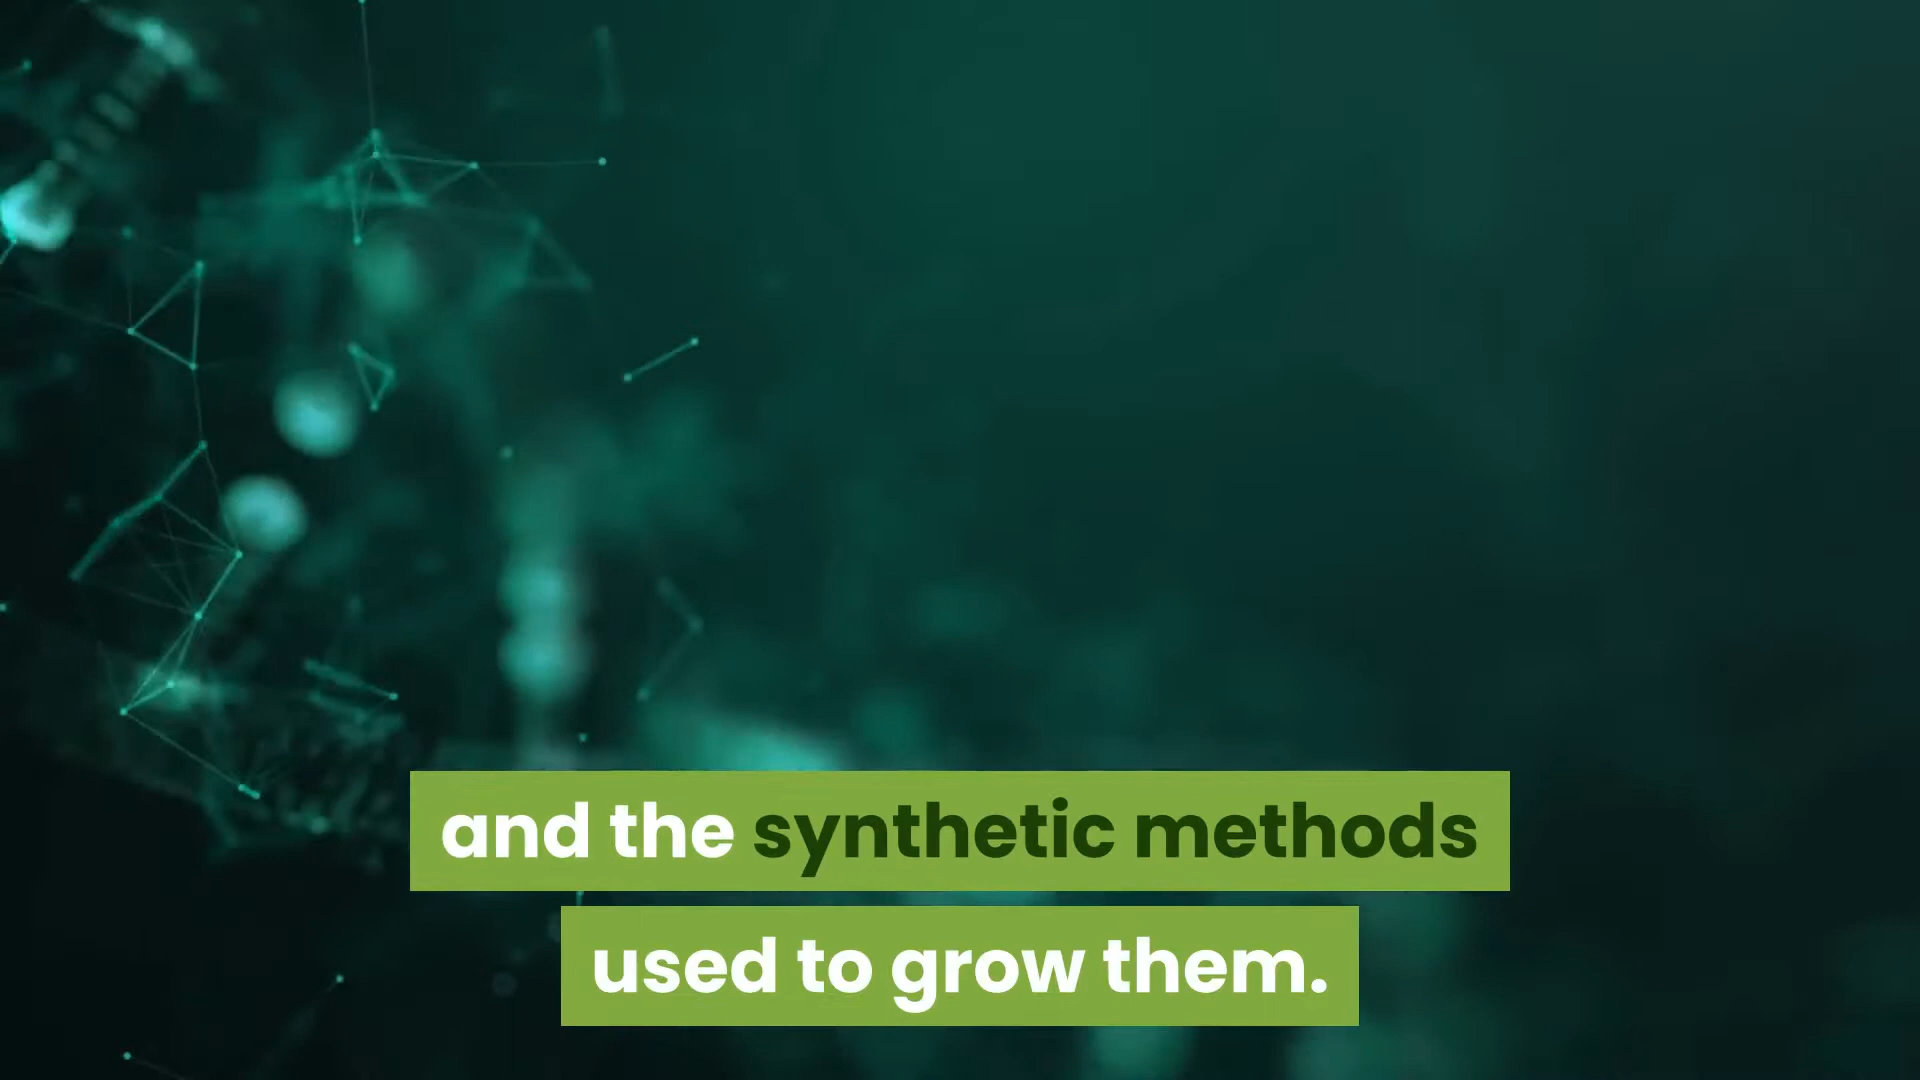 and the synthetic methods
used to grow them.